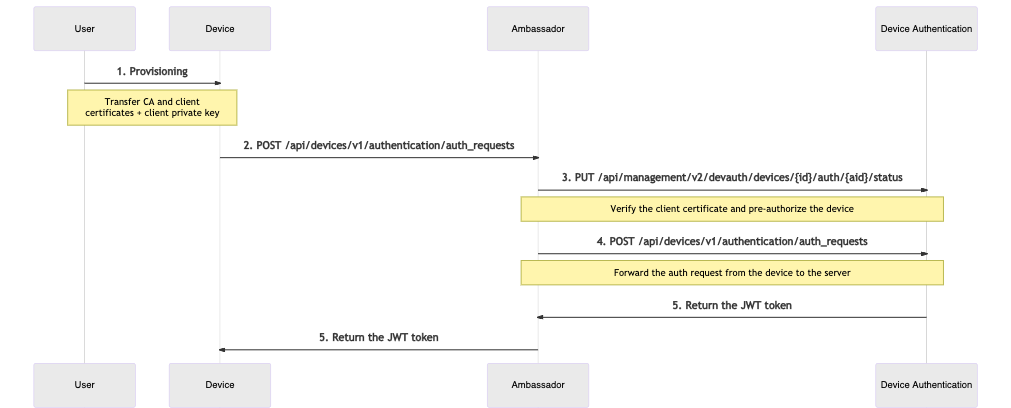 User
Device
Ambassador
Device Authentication
1. Provisioning
Transfer CA and client
certificates + client private key
2. POST /api/devices/v1/authentication/auth_requests
3. PUT /api/management/v2/devauth/devices/{id}/auth/{aid}/status
Verify the client certificate and pre-authorize the device
4. POST /api/devices/v1/authentication/auth_requests
Forward the auth request from the device to the server
5. Return the JWT token
5. Return the JWT token
User
Device
Ambassador
Device Authentication